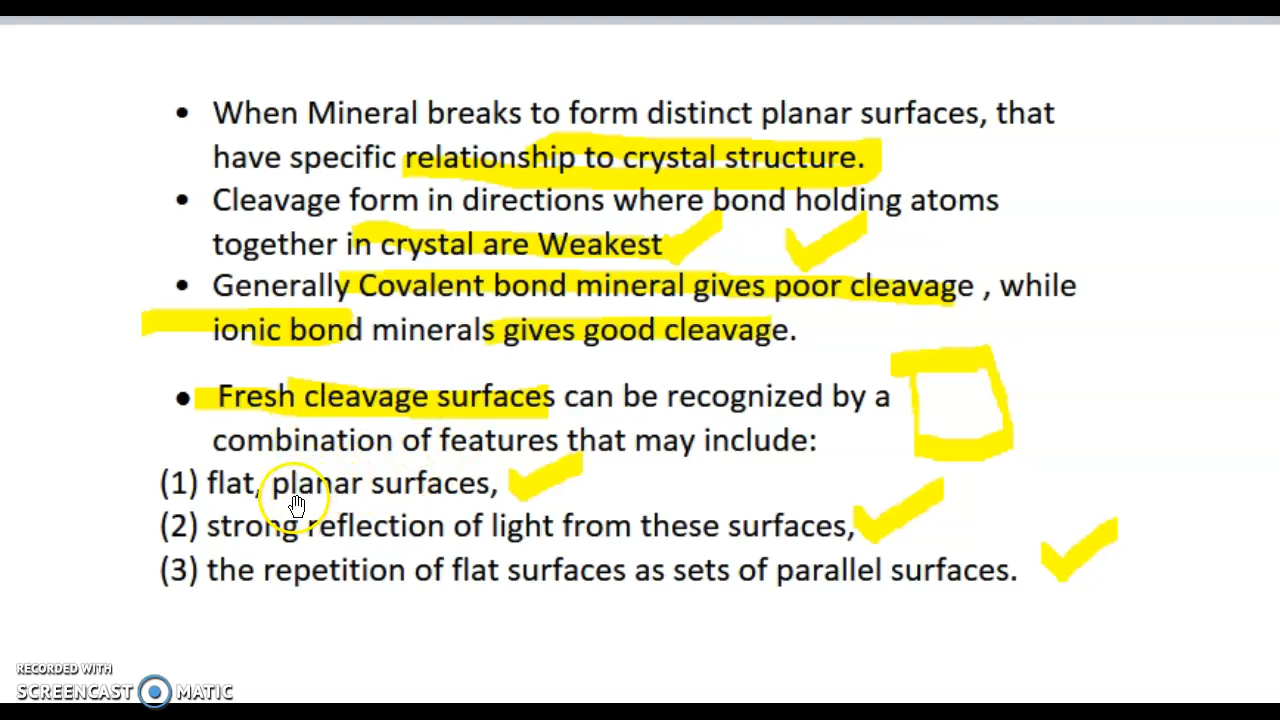 • When Mineral breaks to form distinct planar surfaces, that
have specific relationship to crystal structure.
• Cleavage form in directions where bond holding atoms
together in crystal are Weakest
• Generally Covalent bond mineral gives poor cleavage , while
ionic bond minerals gives good cleavage.
• Fresh cleavage surfaces can be recognized by a
combination of features that may include:
(1) flat, planar surfaces,
(2) strong reflection of light from these surfaces,
(3) the repetition of flat surfaces as sets of parallel surfaces.
RECORDED WITH
SCREENCAST MATIC